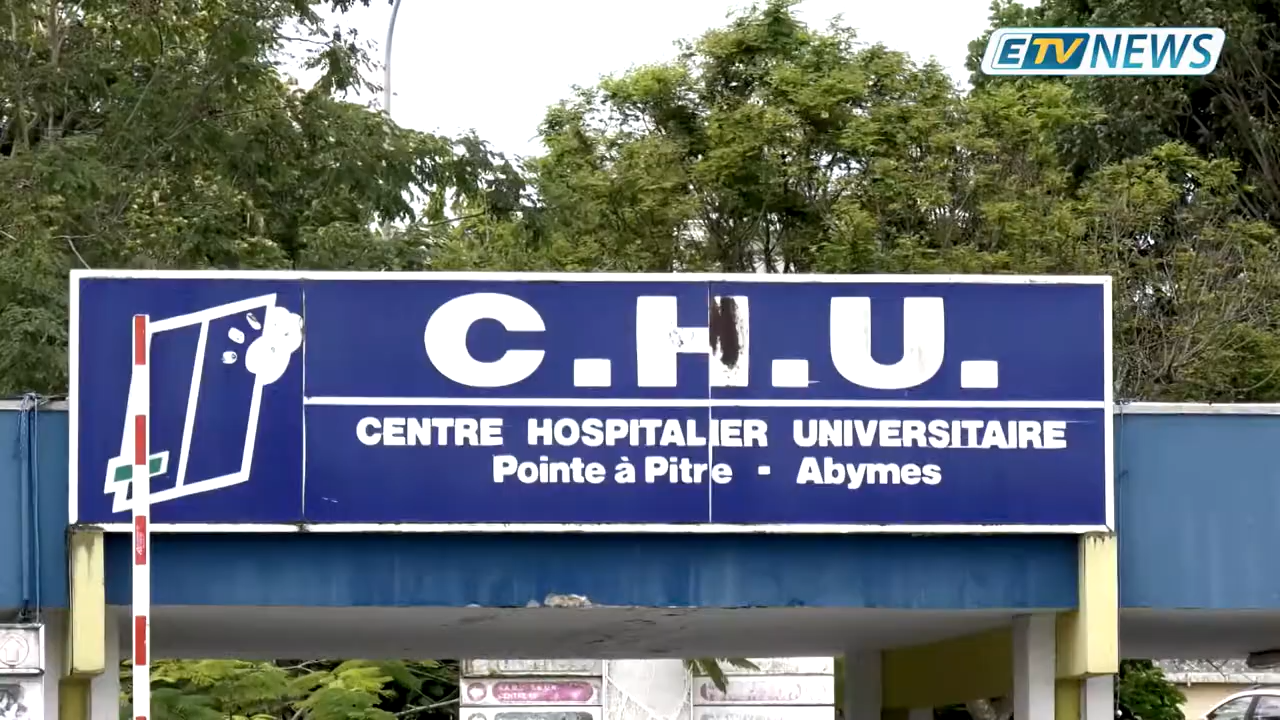 ETV NEWS
C.H.U.
CENTRE HOSPITALIER UNIVERSITAIRE
Pointe à Pitre - Abymes